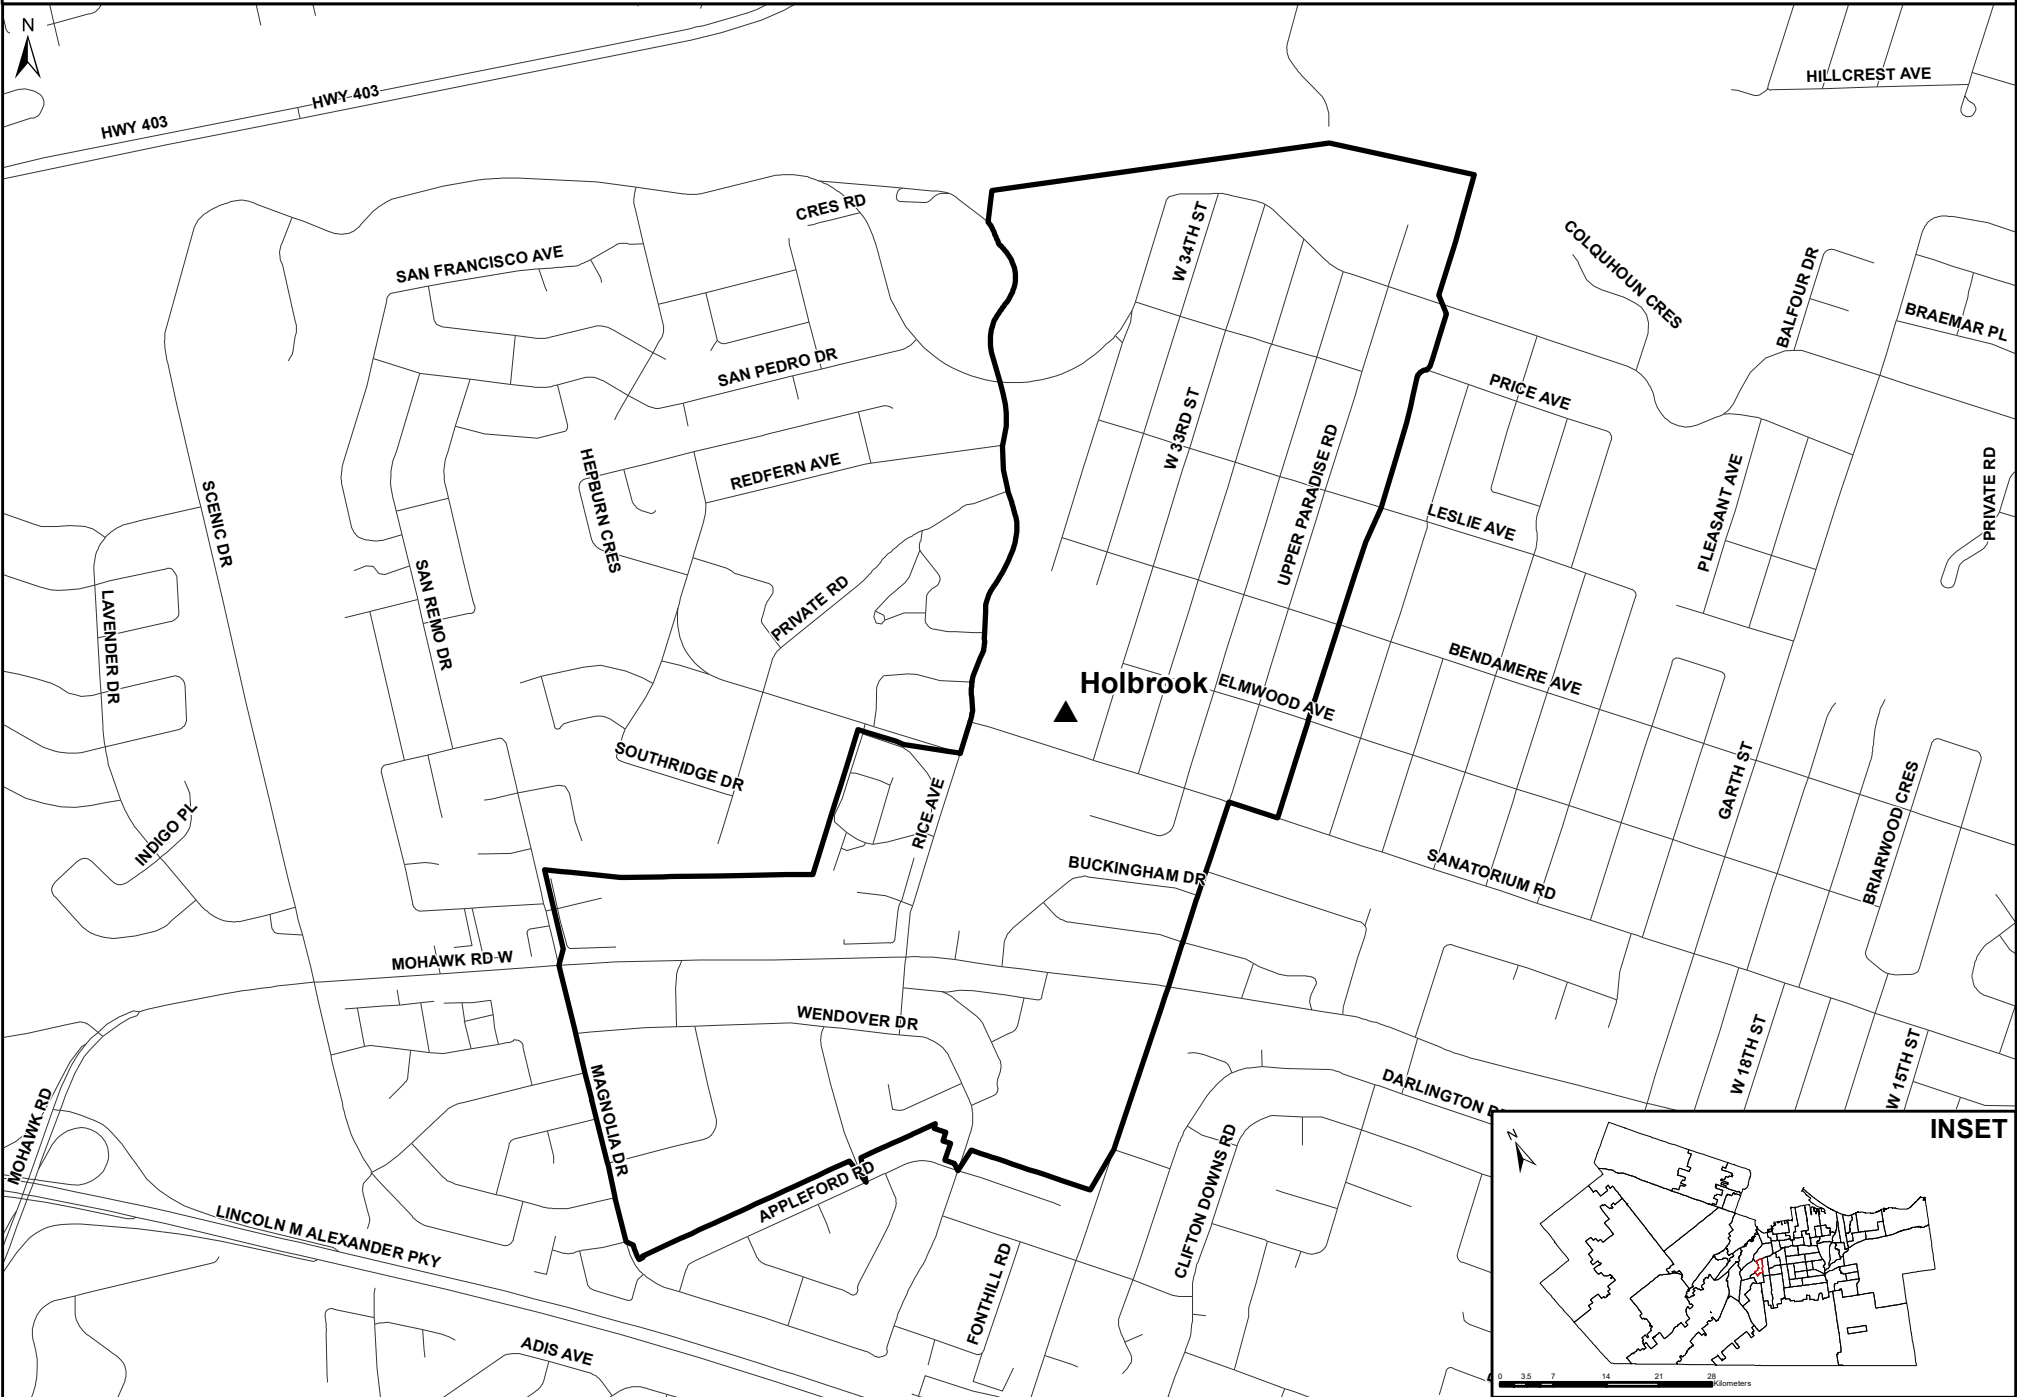 N
HILLCREST AVE
HWY 403
HWY 403
CRES RD
W 34TH ST
SAN FRANCISCO AVE
COLQUHOUN CRES
BALFOUR DR
BRAEMAR PL
SAN PEDRO DR
PRICE AVE
W 33RD ST
UPPER PARADISE RD
HEPBURN CRES
REDFERN AVE
PLEASANT AVE
PRIVATE RD
SCENIC DR
LESLIE AVE
SAN REMO DR
LAVENDER DR
PRIVATE RD
Holbrook
ELMWOOD AVE
BENDAMERE AVE
SOUTHRIDGE DR
GARTH ST
BRIARWOOD CRES
INDIGO PL
RICE AVE
BUCKINGHAM DR
SANATORIUM RD
MOHAWK RD W
WENDOVER DR
W 18TH ST
W 15TH ST
MAGNOLIA DR
DARLINGTON D
MOHAWK RD
INSET
N
CLIFTON DOWNS RD
APPLEFORD RD
LINCOLN M ALEXANDER PKY
FONTHILL RD
ADIS AVE
0 3.5 7 14 21 28
Kilometers